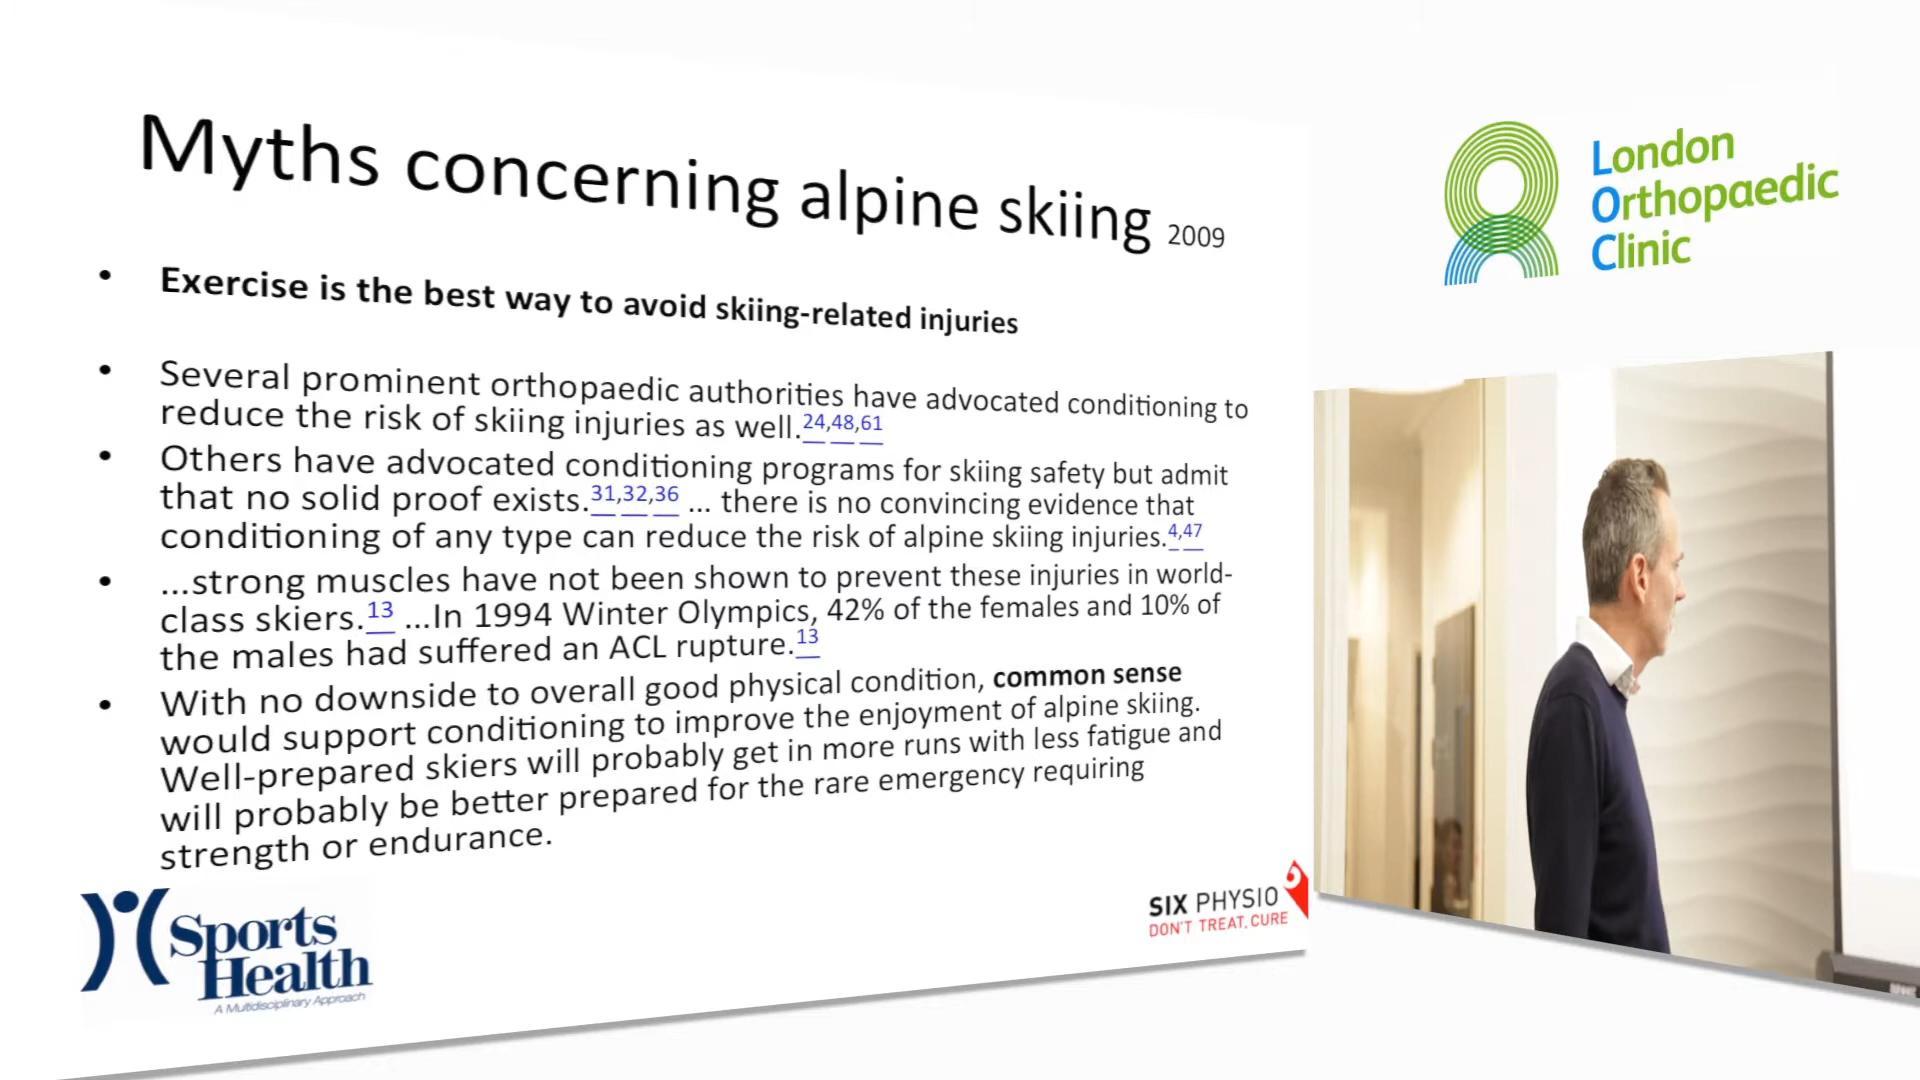 Myths concerning alpine skiing 2009
• Exercise is the best way to avoid skiing-related injuries
• Several prominent orthopaedic authorities have advocated conditioning to
reduce the risk of skiing injuries as well.24,48,61
• Others have advocated conditioning programs for skiing safety but admit
that no solid proof exists.31,32,36 ... there is no convincing evidence that
conditioning of any type can reduce the risk of alpine skiing injuries.4,47
• ...strong muscles have not been shown to prevent these injuries in world-
class skiers.13 ...In 1994 Winter Olympics, 42% of the females and 10% of
the males had suffered an ACL rupture.13
• With no downside to overall good physical condition, common sense
would support conditioning to improve the enjoyment of alpine skiing.
Well-prepared skiers will probably get in more runs with less fatigue and
will probably be better prepared for the rare emergency requiring
strength or endurance.
Sports
Health
A Multidisciplinary Approach
SIX PHYSIO
DON'T TREAT. CURE
London
Orthopaedic
Clinic